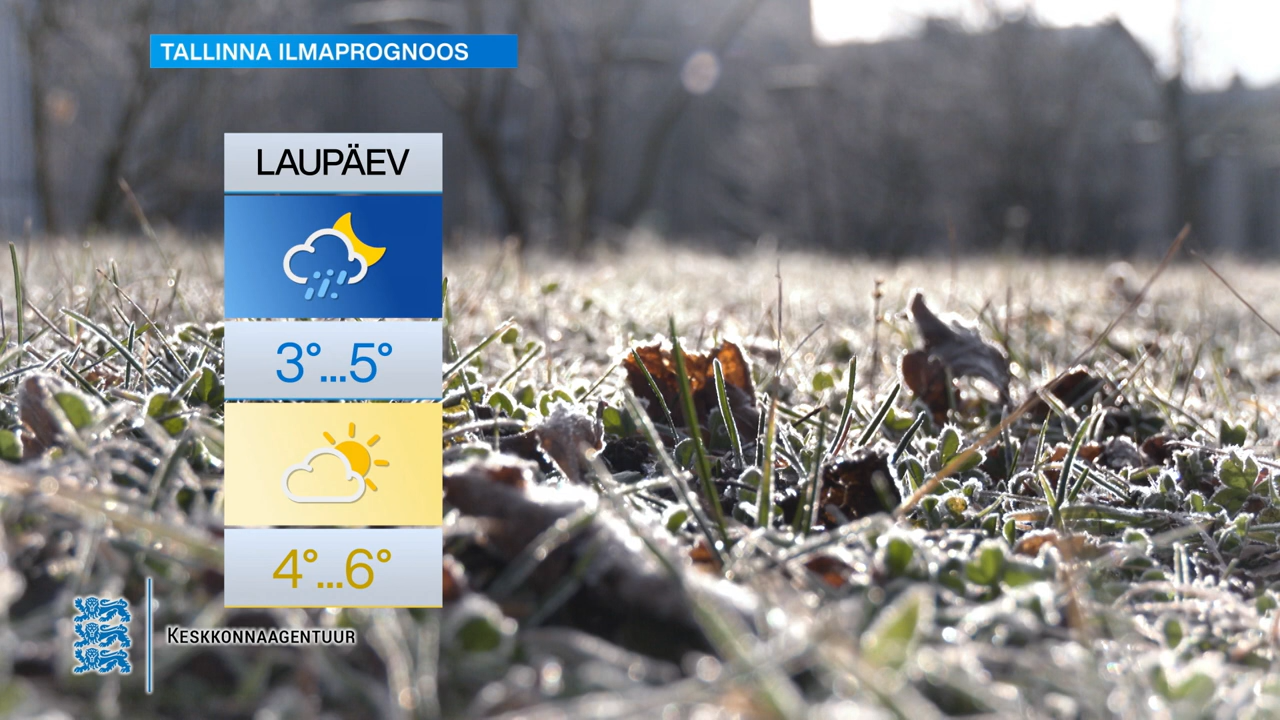 TALLINNA ILMAPROGNOOS
LAUPÄEV
3°...5°
4°...6°
KESKKONNAAGENTUUR